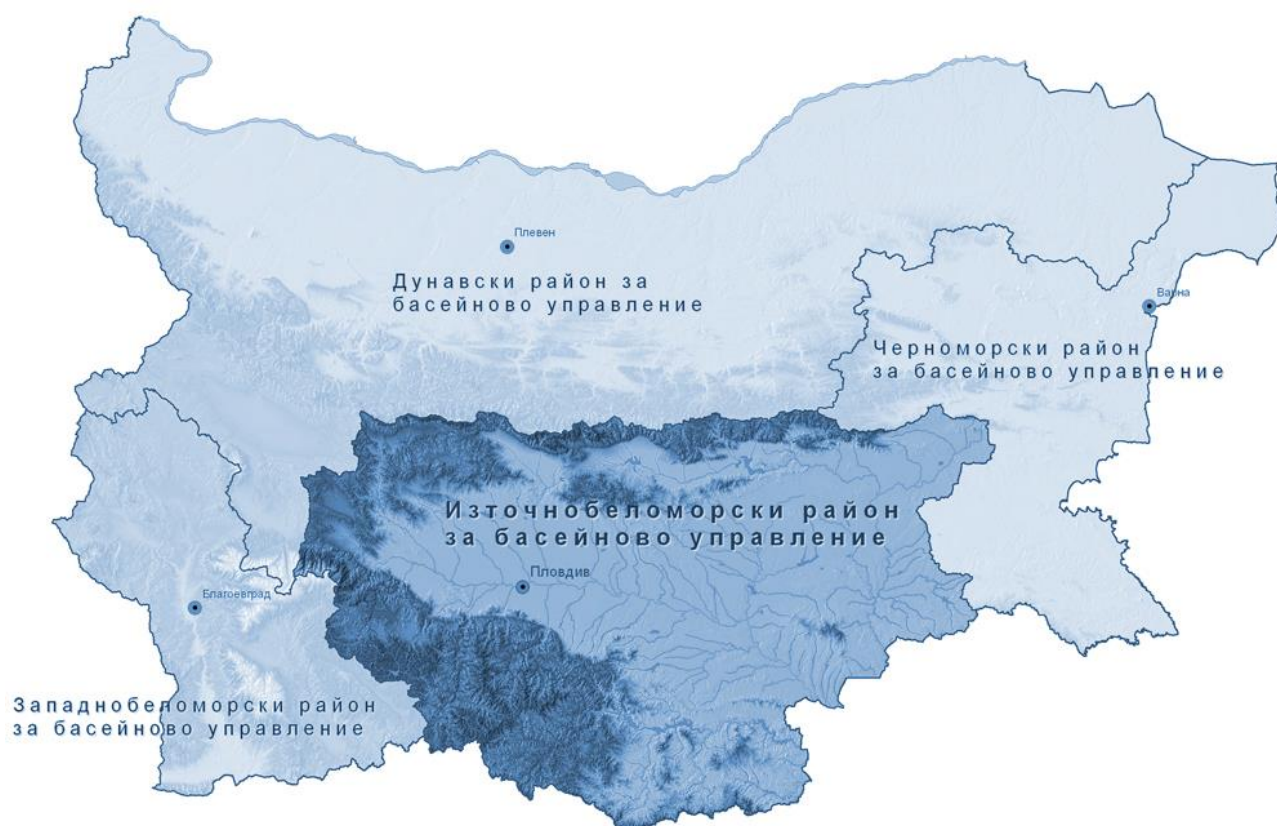 Плевен
Дунавски район за
басейново управление
Варна
Черноморски район
за басейново управление
Източнобеломорски район
за басейново управление
Пловдив
Благоевград
Западнобеломорски район
за басейново управление